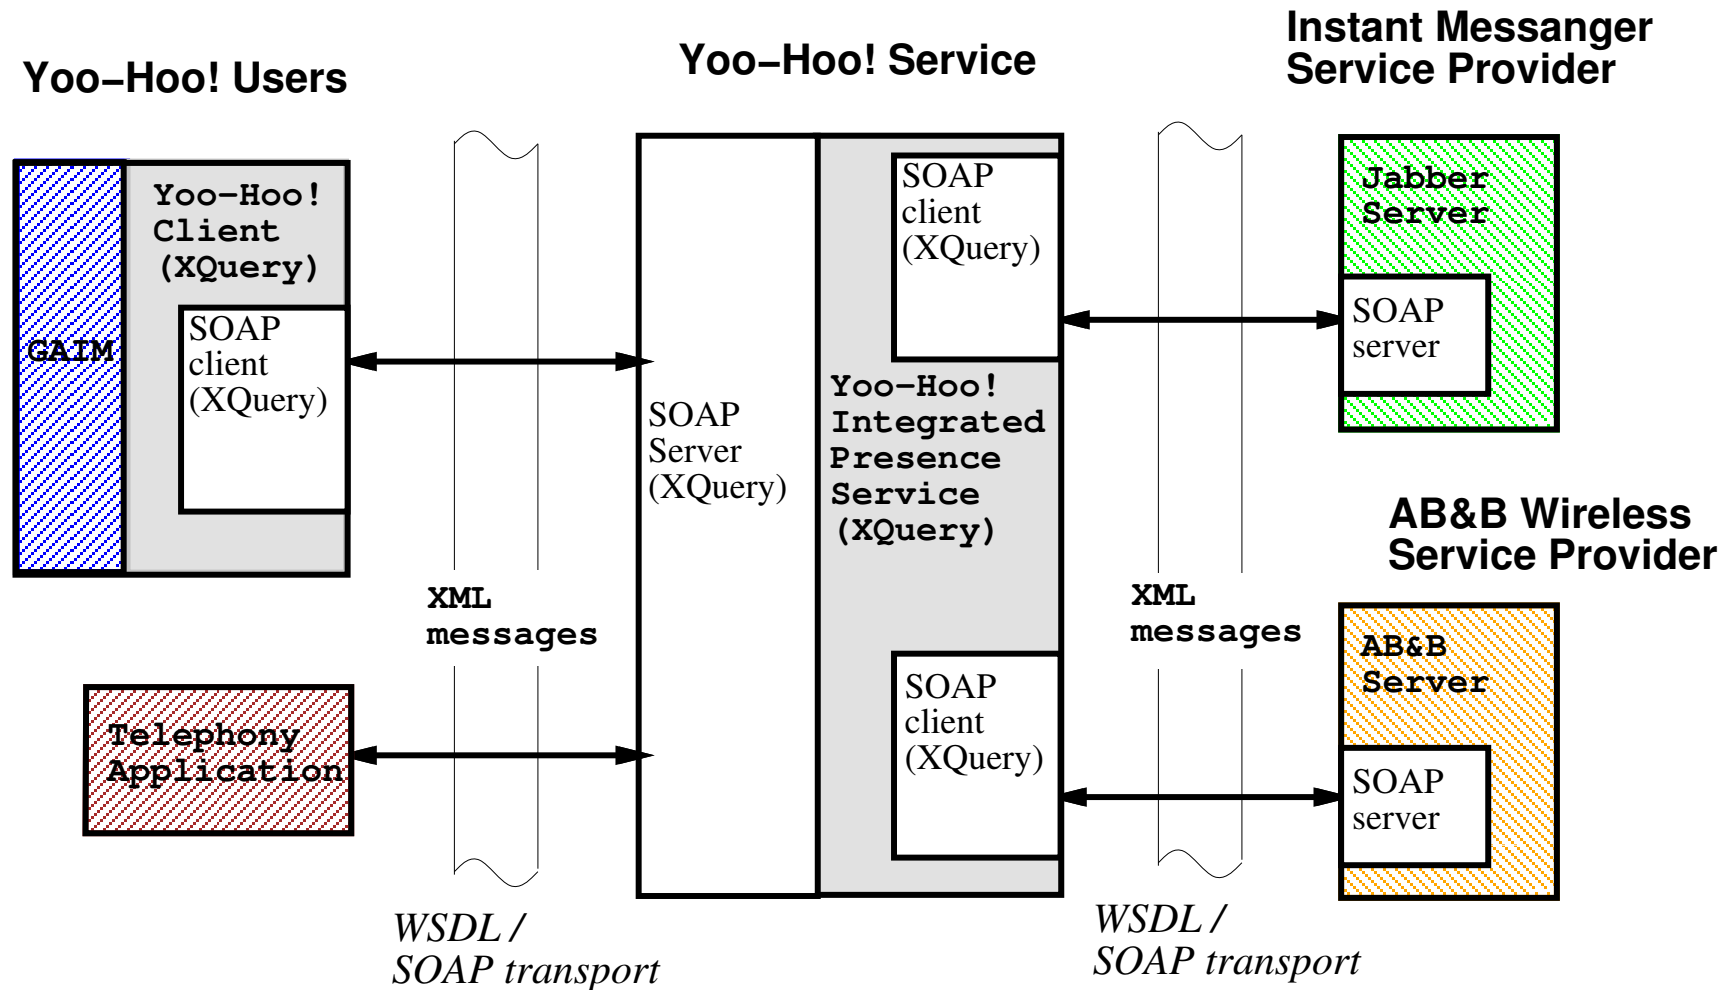 Yoo–Hoo! Users
Yoo–Hoo! Service
Instant Messanger
Service Provider
GAIM
Yoo–Hoo!
Client
(XQuery)
SOAP
client
(XQuery)
Telephony
Application
XML
messages
WSDL /
SOAP transport
SOAP
Server
(XQuery)
SOAP
client
(XQuery)
Yoo–Hoo!
Integrated
Presence
Service
(XQuery)
SOAP
client
(XQuery)
XML
messages
WSDL /
SOAP transport
Jabber
Server
SOAP
server
AB&B Wireless
Service Provider
AB&B
Server
SOAP
server